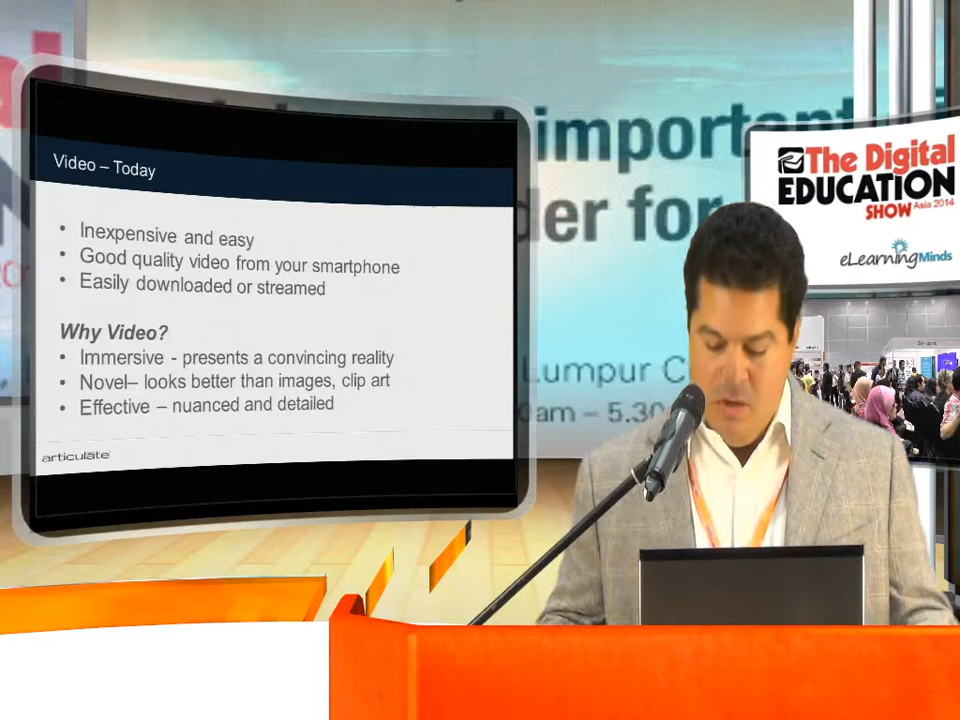 Video – Today
• Inexpensive and easy
• Good quality video from your smartphone
• Easily downloaded or streamed
Why Video?
• Immersive - presents a convincing reality
• Novel– looks better than images, clip art
• Effective – nuanced and detailed
articulate
important
der for
Lumpur C
am – 5.30
The Digital
EDUCATION
SHOW Asia 2014
eLearningMinds